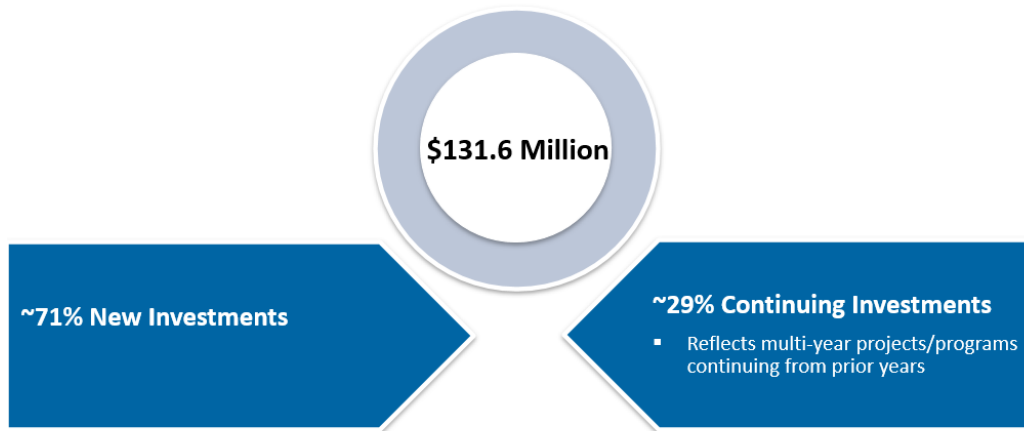 $131.6 Million
~71% New Investments
~29% Continuing Investments
▪ Reflects multi-year projects/programs
continuing from prior years